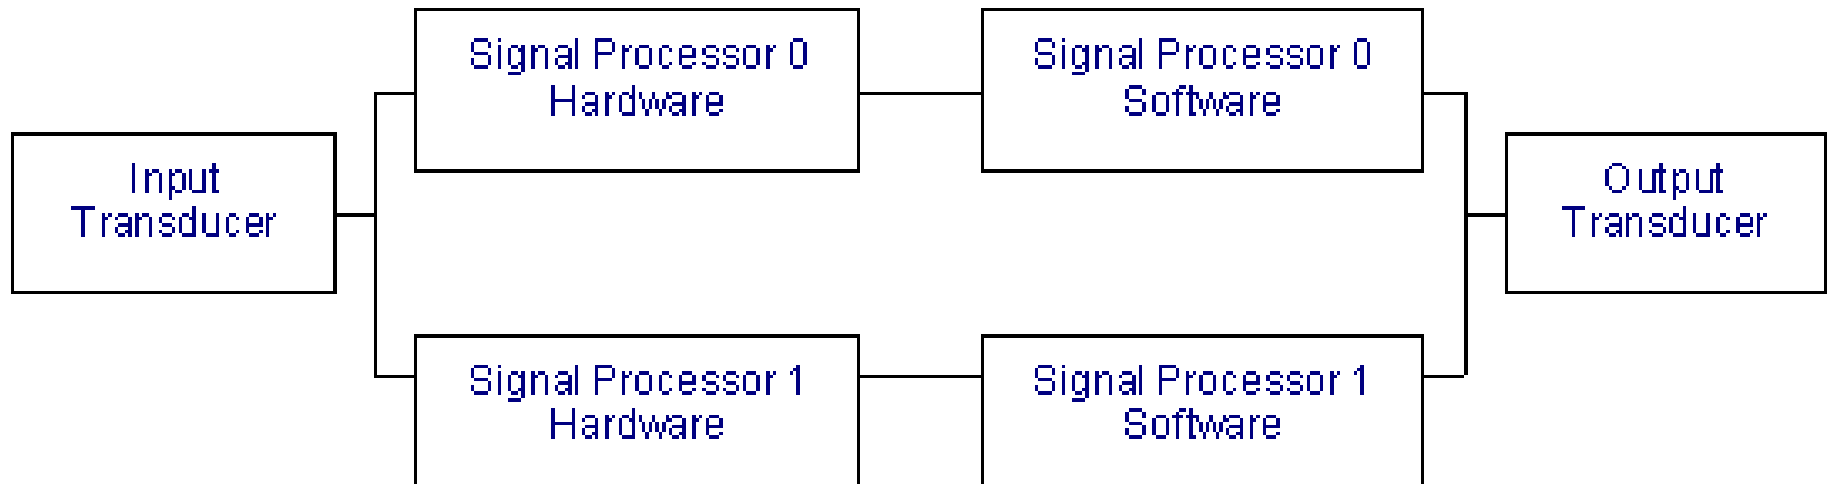 Signal Processor 0
Hardware
Signal Processor 0
Software
Input
Transducer
Output
Transducer
Signal Processor 1
Hardware
Signal Processor 1
Software